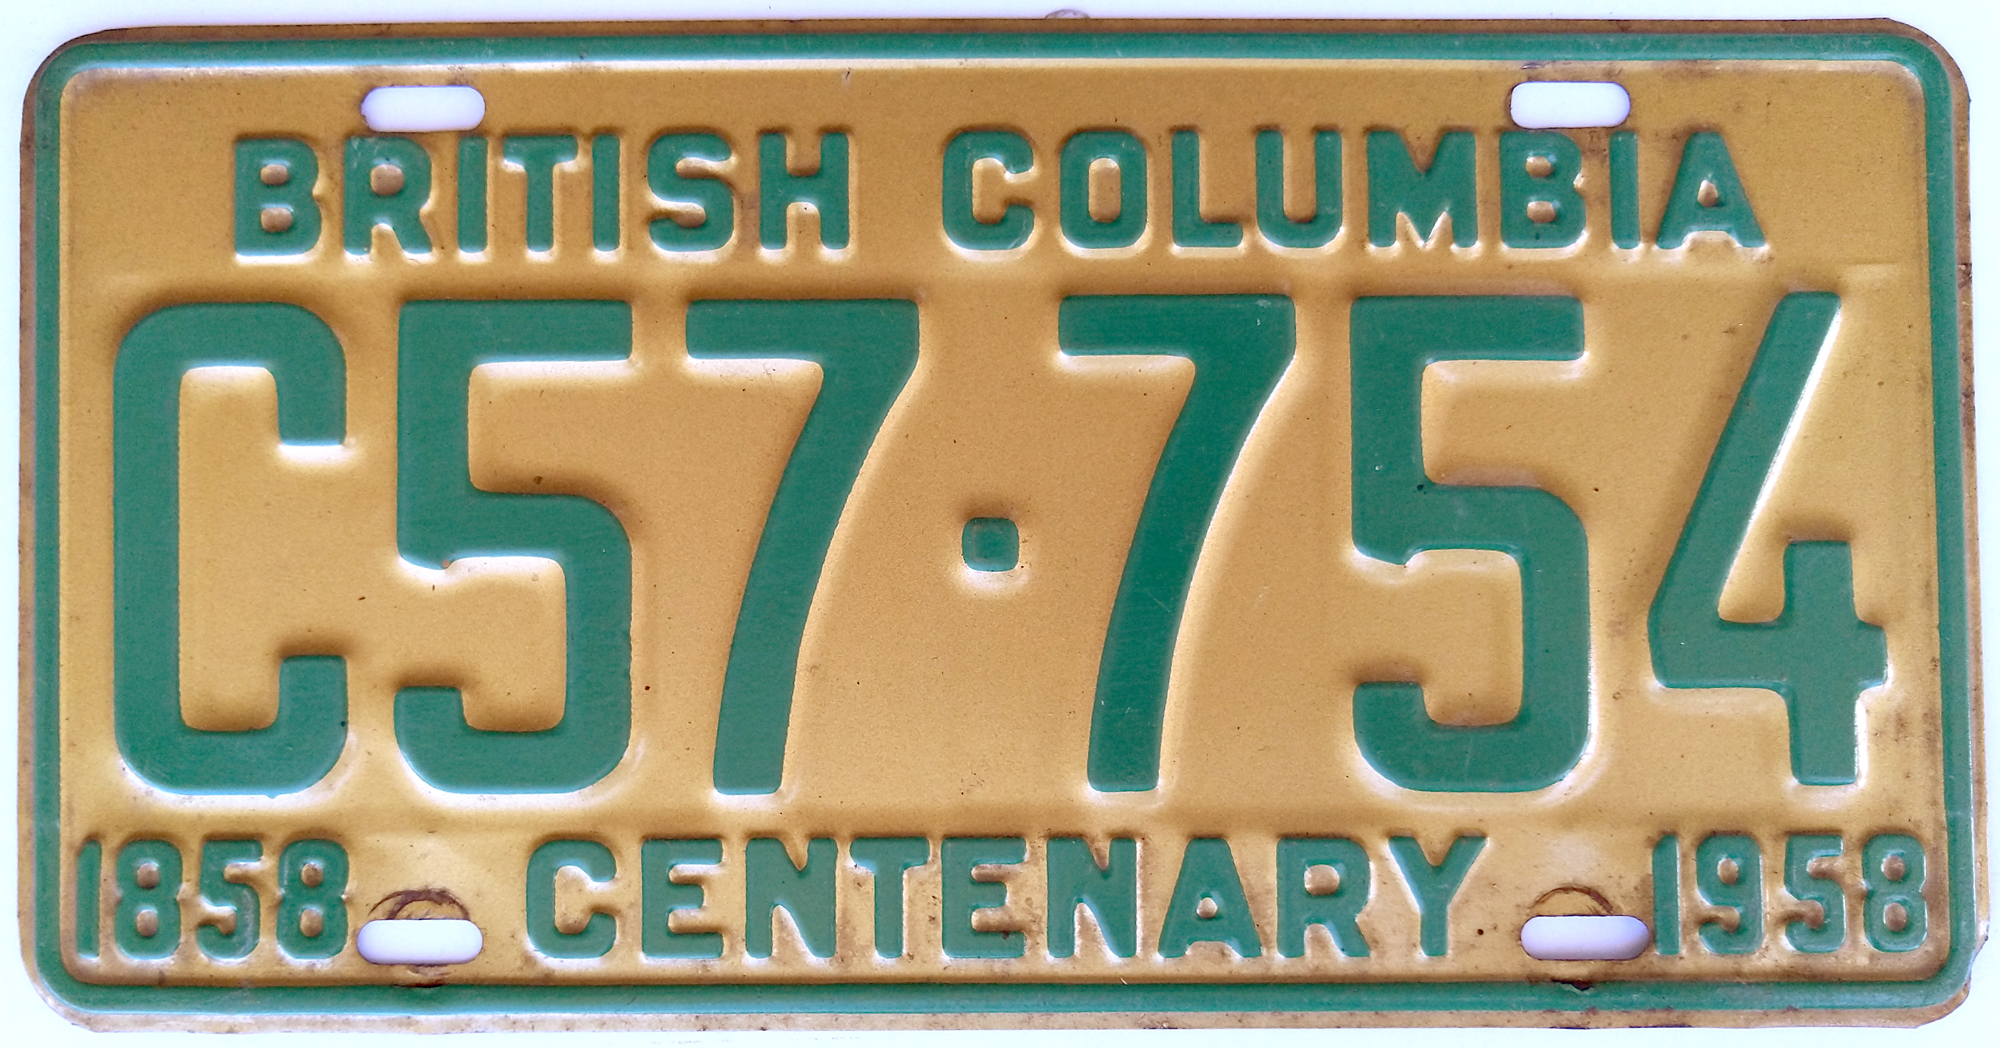 BRITISH COLUMBIA
C57·754
1858 CENTENARY 1958